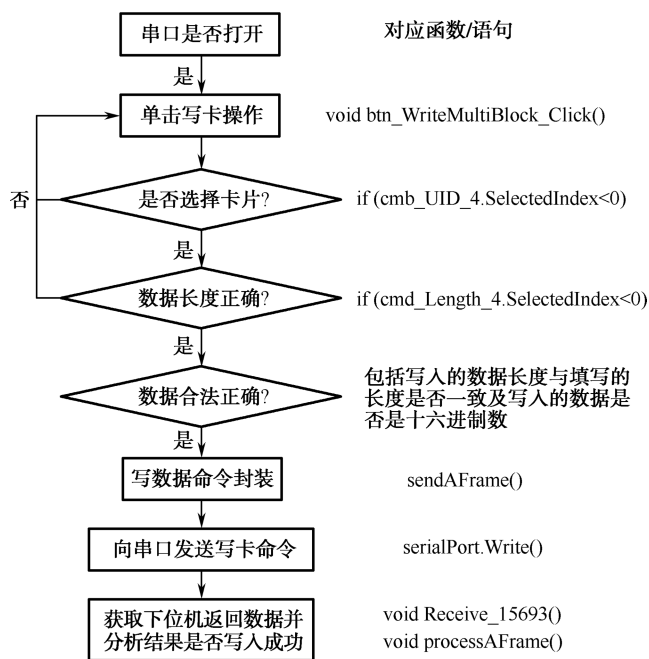 串口是否打开
对应函数/语句
是
单击写卡操作
void btn_WriteMultiBlock_Click()
否
是否选择卡片?
if (cmb_UID_4.SelectedIndex<0)
是
数据长度正确?
if (cmd_Length_4.SelectedIndex<0)
是
数据合法正确?
包括写入的数据长度与填写的
长度是否一致及写入的数据是
否是十六进制数
是
写数据命令封装
sendAFrame()
向串口发送写卡命令
serialPort.Write()
获取下位机返回数据并
分析结果是否写入成功
void Receive_15693()
void processAFrame()